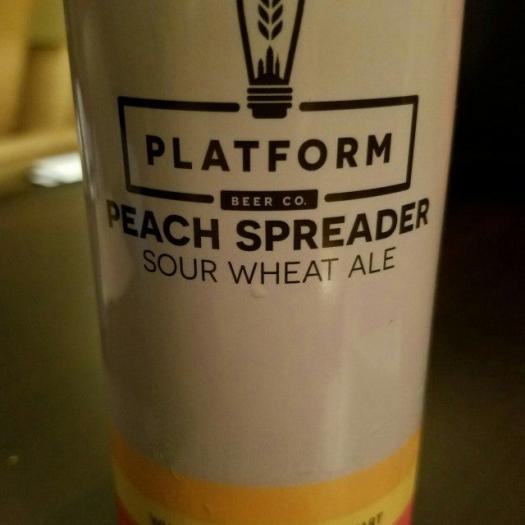 PLATFORM
BEER CO.
PEACH SPREADER
SOUR WHEAT ALE